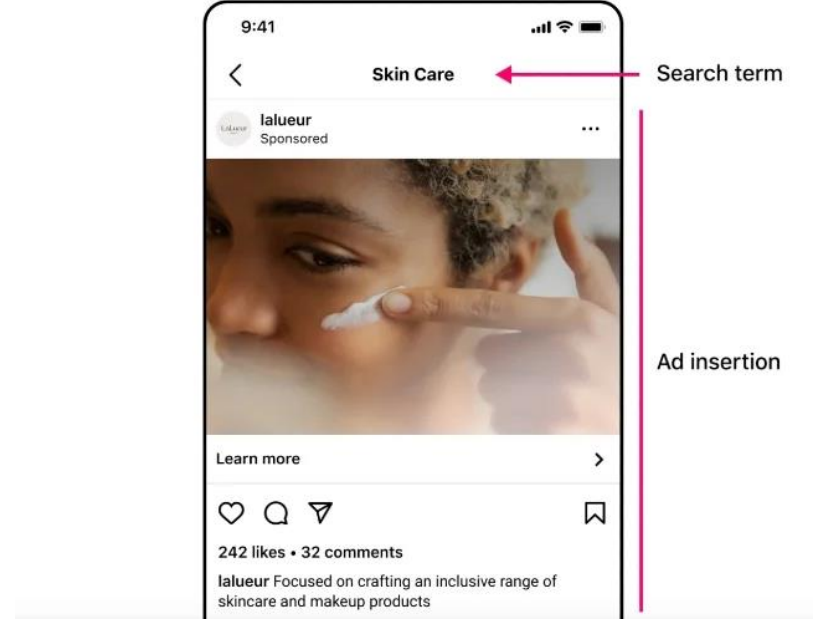 9:41
Skin Care
Search term
lalueur
Sponsored
LaLueur
Ad insertion
Learn more
242 likes • 32 comments
lalueur Focused on crafting an inclusive range of
skincare and makeup products